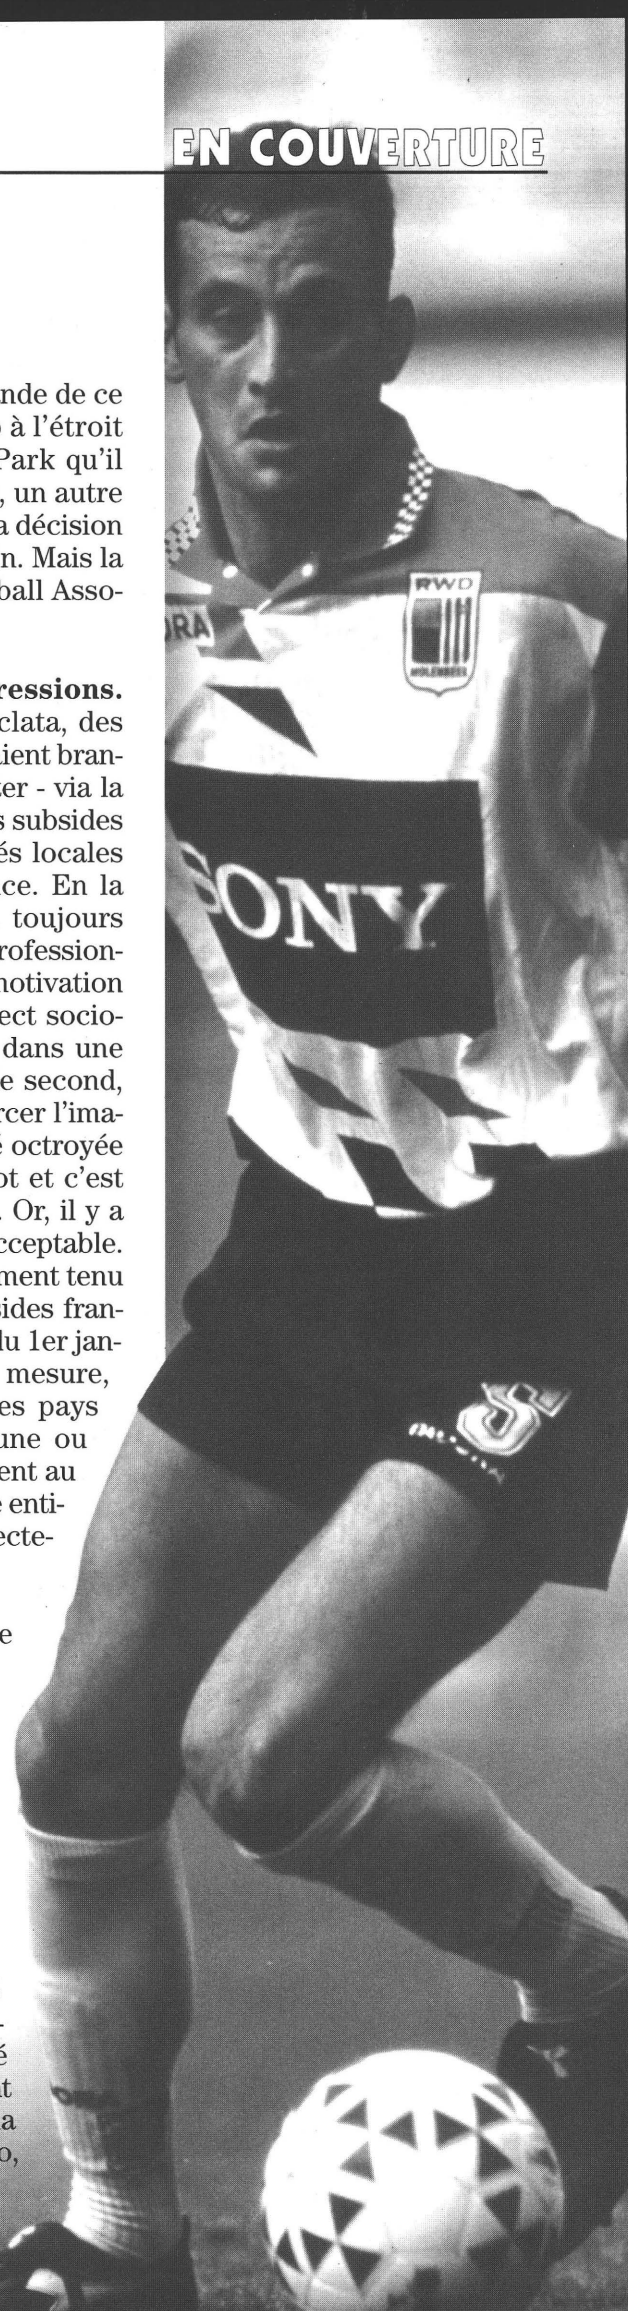 EN COUVERTURE
nde de ce
à l'étroit
Park qu'il
, un autre
a décision
n. Mais la
ball Asso-
ressions.
clata, des
aient bran-
ter - via la
s subsides
és locales
ce. En la
toujours
rofession-
motivation
ect socio-
dans une
e second,
rcer l'ima-
é octroyée
ot et c'est
. Or, il y a
cceptable.
ment tenu
sides fran-
du 1er jan-
mesure,
es pays
une ou
ent au
e enti-
ecte-
e
-
é
t
a
o,
RWD
MOLENBEEK
ORA
SONY